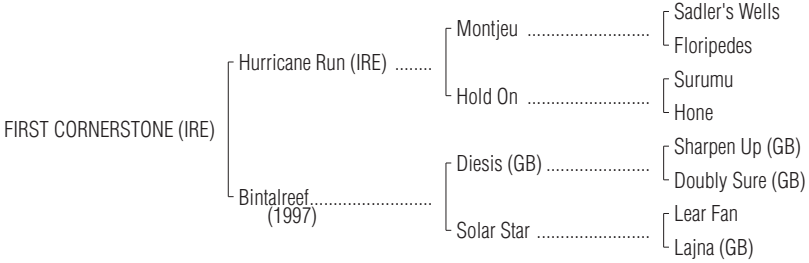 Sadler's Wells
Montjeu ..........................
Floripedes
Hurricane Run (IRE) ........
Surumu
Hold On ..........................
Hone
FIRST CORNERSTONE (IRE)
Sharpen Up (GB)
Diesis (GB) ......................
Doubly Sure (GB)
Bintalreef..........................
(1997)
Lear Fan
Solar Star ........................
Lajna (GB)